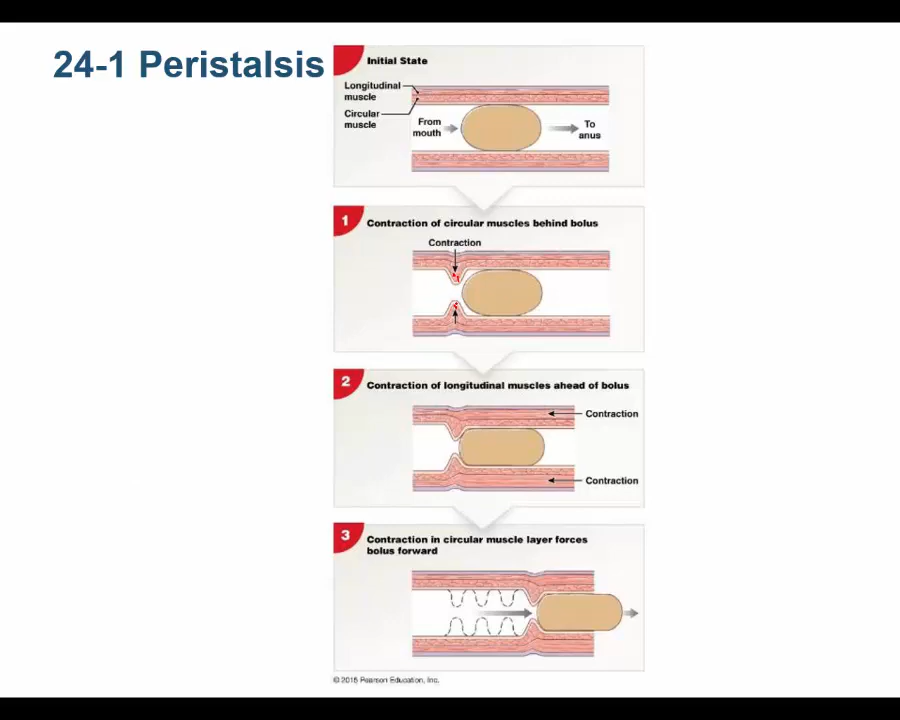 24-1 Peristalsis
Initial State
Longitudinal
muscle
Circular
muscle
From
mouth
To
anus
1
Contraction of circular muscles behind bolus
Contraction
2
Contraction of longitudinal muscles ahead of bolus
Contraction
Contraction
3
Contraction in circular muscle layer forces
bolus forward
© 2015 Pearson Education, Inc.